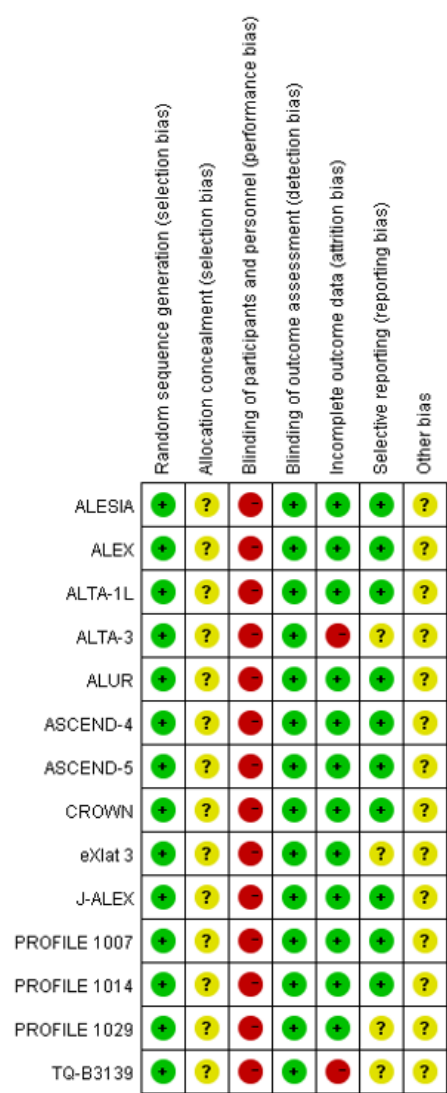 Random sequence generation (selection bias)
Allocation concealment (selection bias)
Blinding of participants and personnel (performance bias)
Blinding of outcome assessment (detection bias)
Incomplete outcome data (attrition bias)
Selective reporting (reporting bias)
Other bias
ALESIA + ? - + + + ?
ALEX + ? - + + + ?
ALTA-1L + ? - + + + ?
ALTA-3 + ? - + - ? ?
ALUR + ? - + + + ?
ASCEND-4 + ? - + + + ?
ASCEND-5 + ? - + + + ?
CROWN + ? - + + + ?
eXlat 3 + ? - + + ? ?
J-ALEX + ? - + + + ?
PROFILE 1007 + ? - + + + ?
PROFILE 1014 + ? - + + + ?
PROFILE 1029 + ? - + + ? ?
TQ-B3139 + ? - + - ? ?